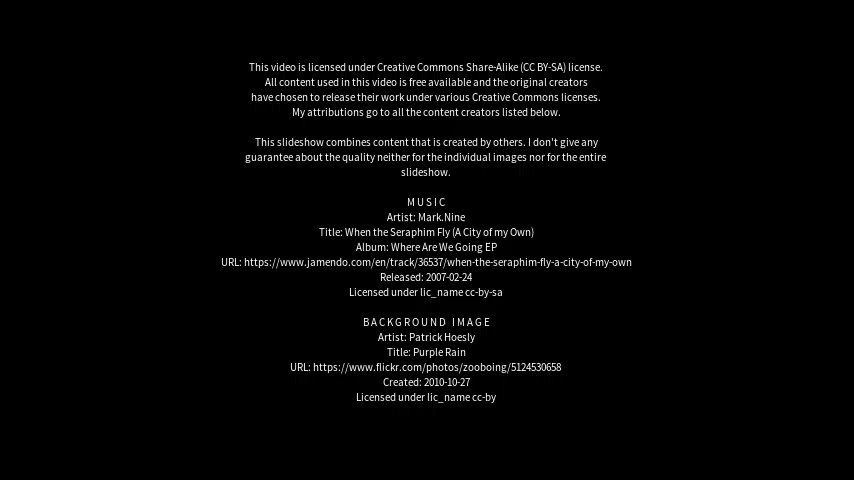 This video is licensed under Creative Commons Share-Alike (CC BY-SA) license.
All content used in this video is free available and the original creators
have chosen to release their work under various Creative Commons licenses.
My attributions go to all the content creators listed below.
This slideshow combines content that is created by others. I don't give any
guarantee about the quality neither for the individual images nor for the entire
slideshow.
MUSIC
Artist: Mark.Nine
Title: When the Seraphim Fly (A City of my Own)
Album: Where Are We Going EP
URL: https://www.jamendo.com/en/track/36537/when-the-seraphim-fly-a-city-of-my-own
Released: 2007-02-24
Licensed under lic_name cc-by-sa
BACKGROUND IMAGE
Artist: Patrick Hoesly
Title: Purple Rain
URL: https://www.flickr.com/photos/zooboing/5124530658
Created: 2010-10-27
Licensed under lic_name cc-by